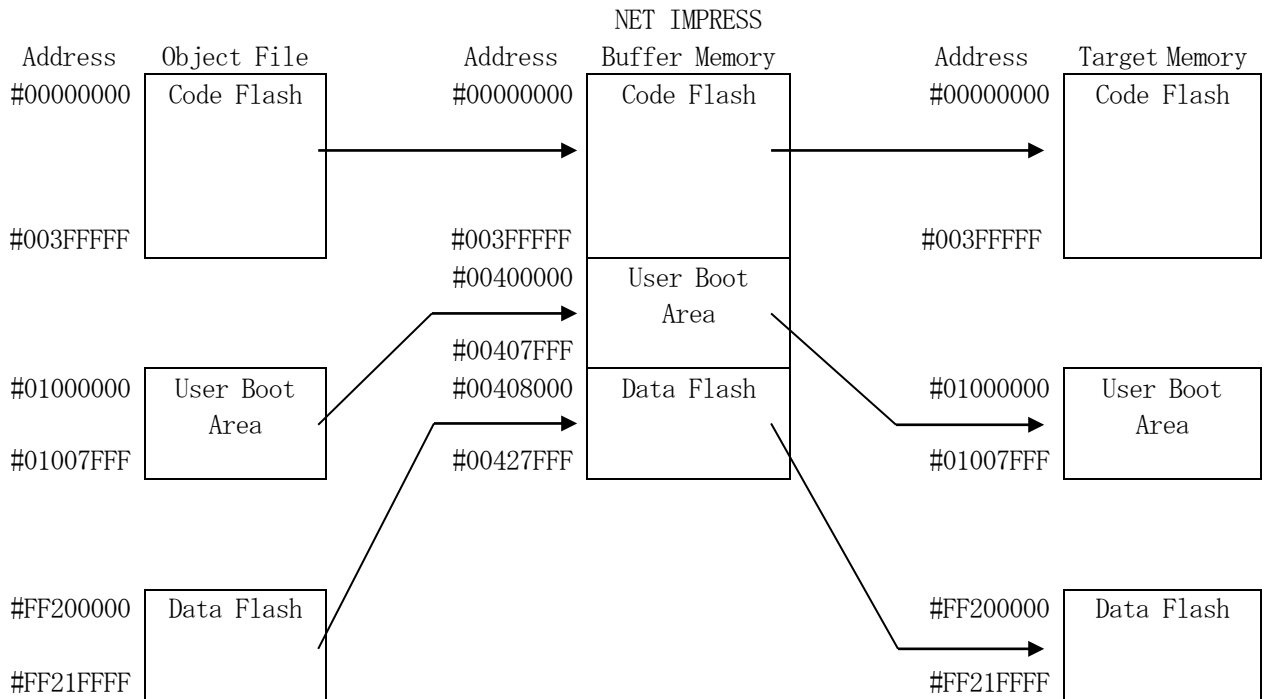 NET IMPRESS
Address Object File Address Buffer Memory Address Target Memory
#00000000 Code Flash #00000000 Code Flash #00000000 Code Flash
#003FFFFF #003FFFFF #003FFFFF
#00400000 User Boot
Area
#00407FFF
#01000000 User Boot #00408000 Data Flash #01000000 User Boot
Area Area
#01007FFF #00427FFF #01007FFF
#FF200000 Data Flash #FF200000 Data Flash
#FF21FFFF #FF21FFFF